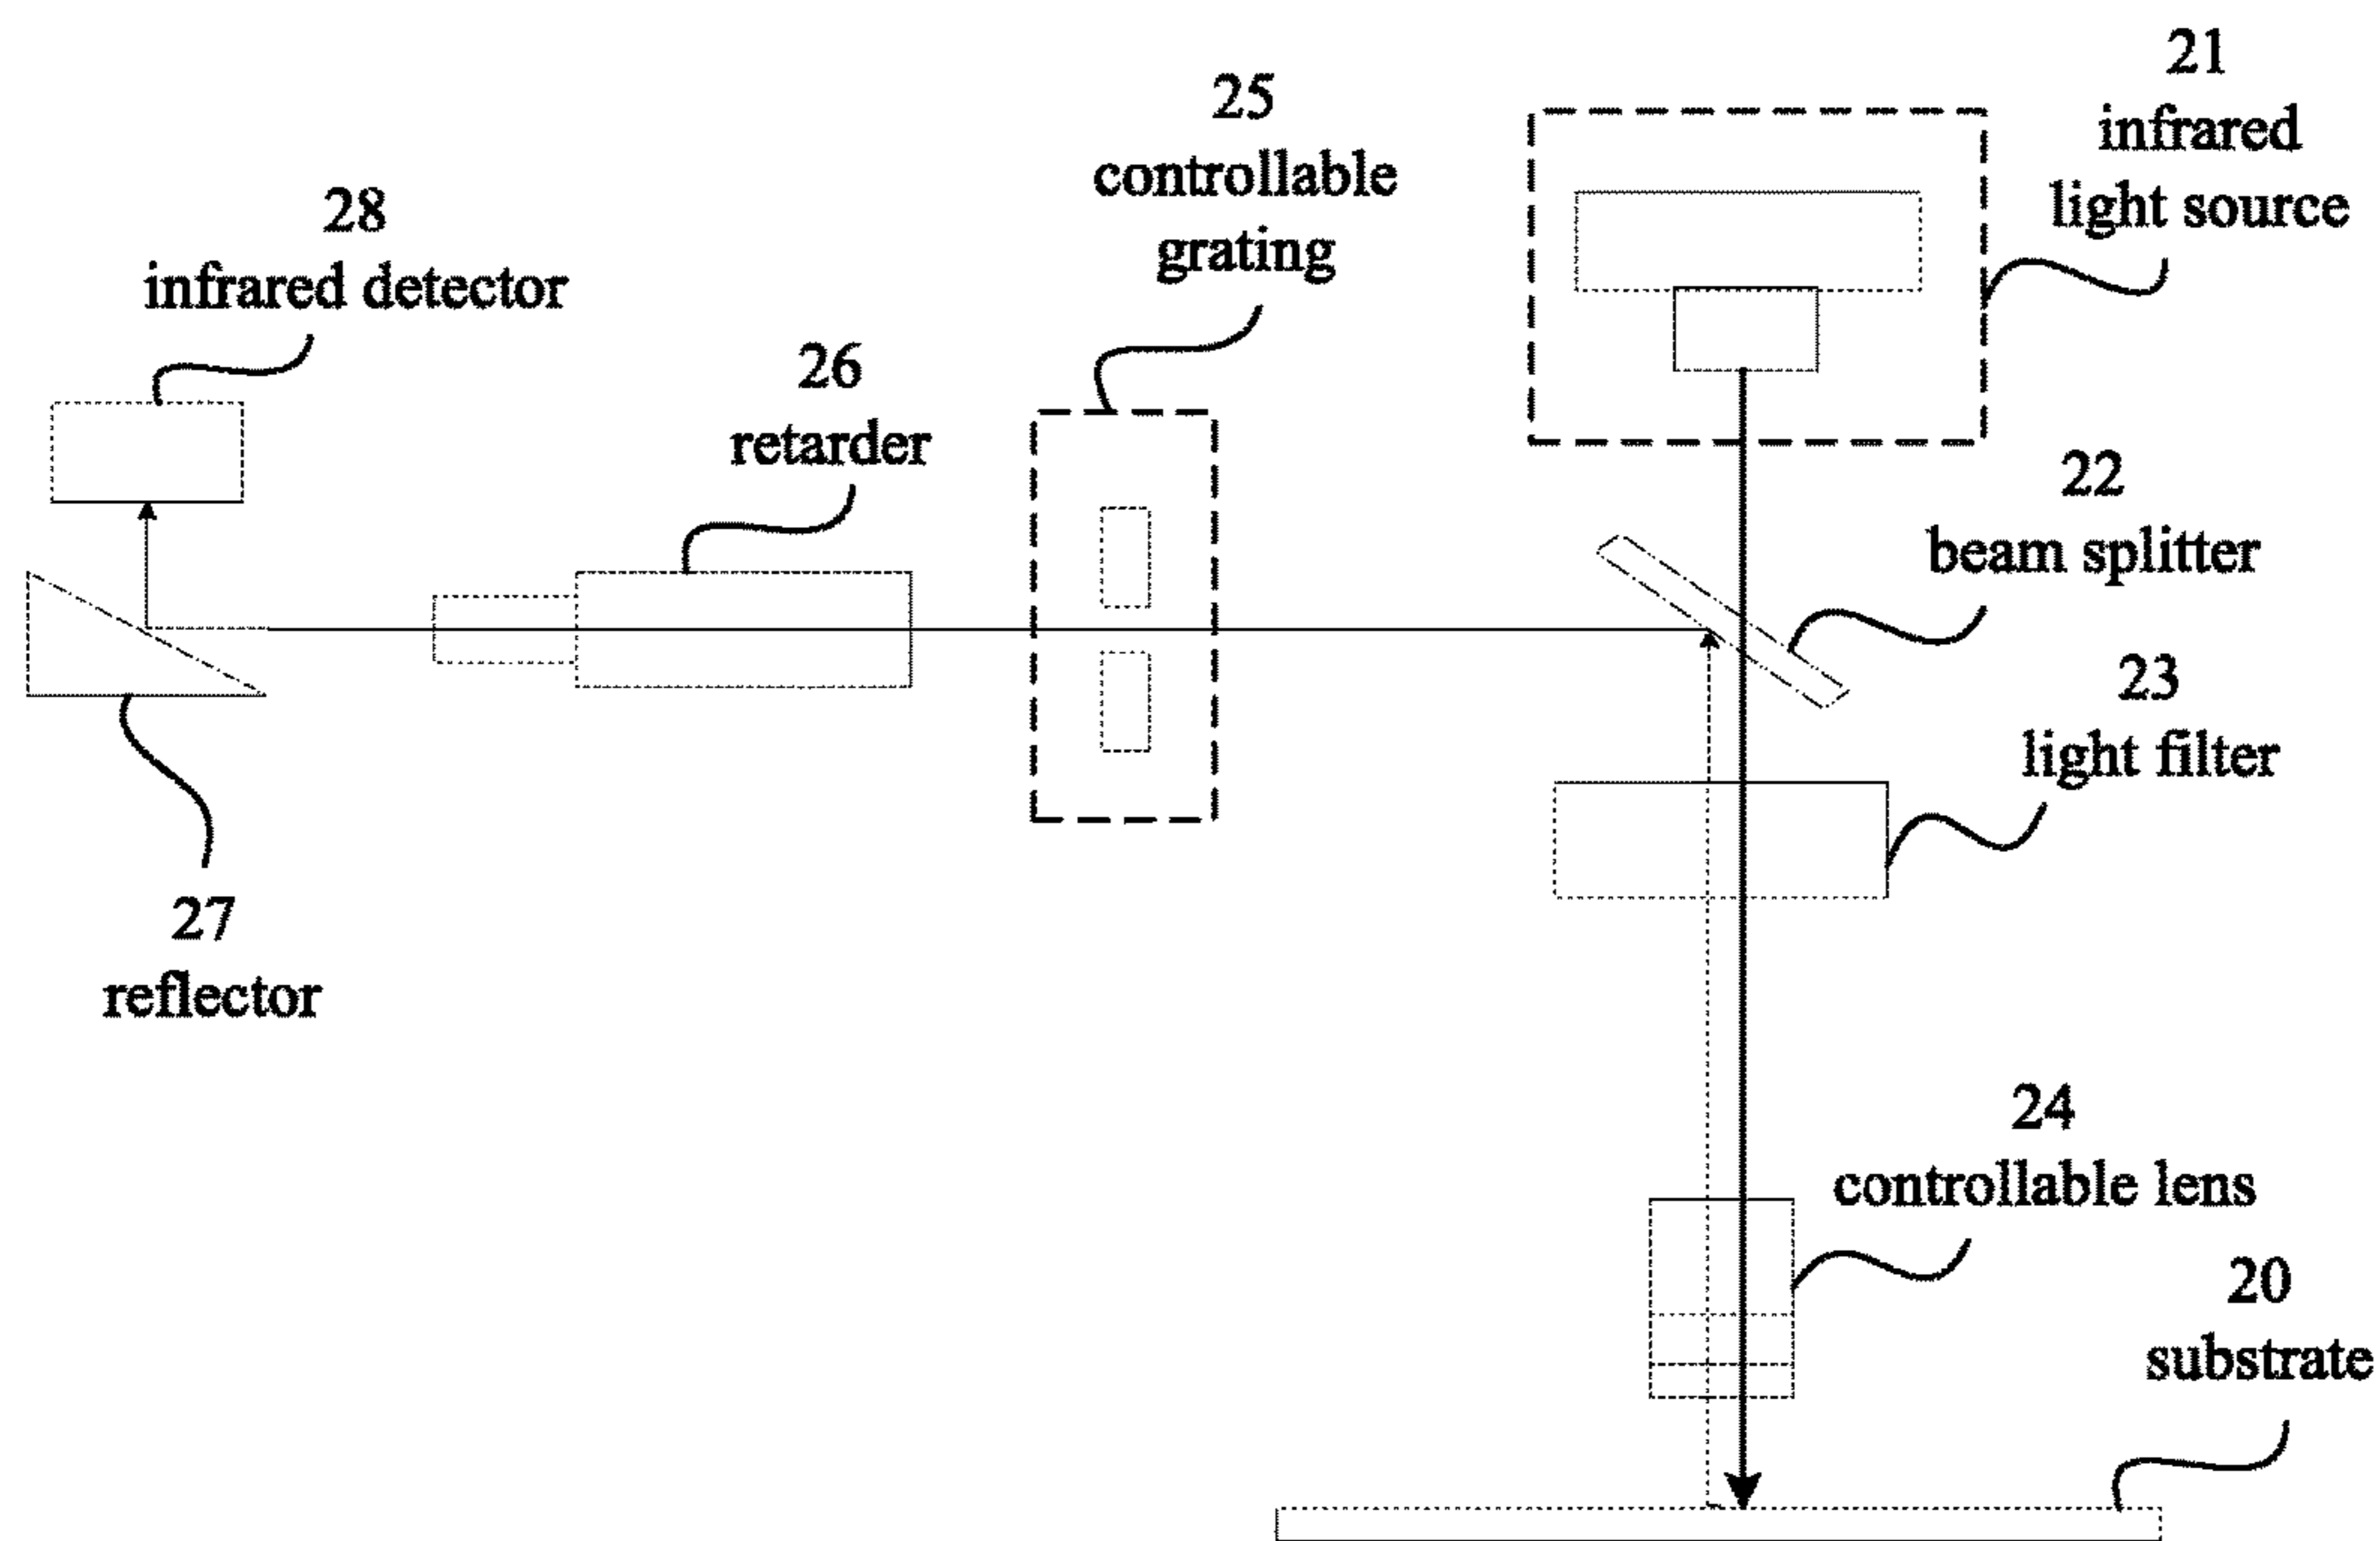 21
infrared
light source
25
controllable
grating
28
infrared detector
26
retarder
22
beam splitter
23
light filter
27
reflector
24
controllable lens
20
substrate